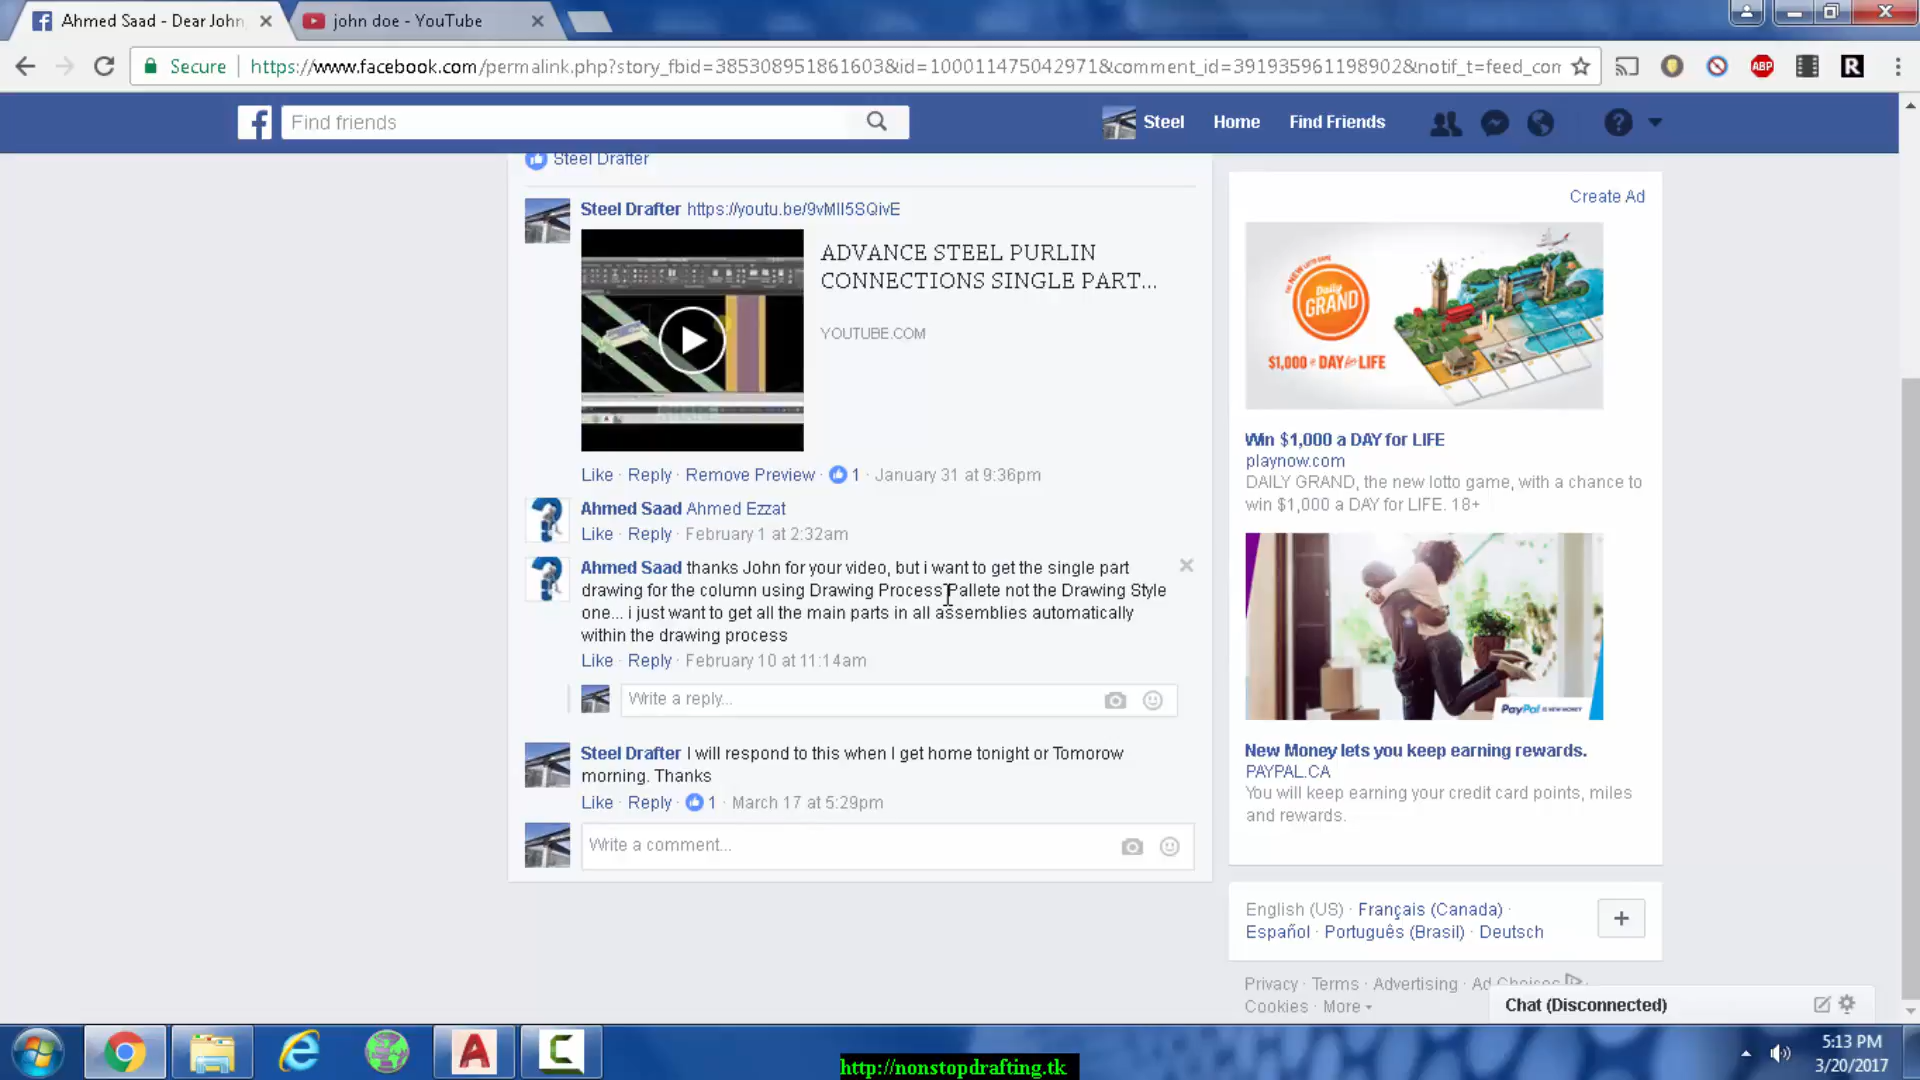 Ahmed Saad - Dear John,
john doe - YouTube
Secure
https://www.facebook.com/permalink.php?story_fbid=385308951861603&id=100011475042971&comment_id=391935961198902&notif_t=feed_com
ABP
R
Find friends
Steel
Home
Find Friends
Steel Drafter
Steel Drafter https://youtu.be/9vMII5SQivE
ADVANCE STEEL PURLIN
CONNECTIONS SINGLE PART...
YOUTUBE.COM
Like · Reply · Remove Preview · 1 · January 31 at 9:36pm
Ahmed Saad Ahmed Ezzat
Like · Reply · February 1 at 2:32am
Ahmed Saad thanks John for your video, but i want to get the single part
drawing for the column using Drawing Process Pallete not the Drawing Style
one... i just want to get all the main parts in all assemblies automatically
within the drawing process
Like · Reply · February 10 at 11:14am
Write a reply...
Steel Drafter I will respond to this when I get home tonight or Tomorow
morning. Thanks
Like · Reply · 1 · March 17 at 5:29pm
Write a comment...
Create Ad
Daily
GRAND
$1,000 a DAY for LIFE
Win $1,000 a DAY for LIFE
playnow.com
DAILY GRAND, the new lotto game, with a chance to
win $1,000 a DAY for LIFE. 18+
PayPal IS NEW MONEY
New Money lets you keep earning rewards.
PAYPAL.CA
You will keep earning your credit card points, miles
and rewards.
English (US) · Français (Canada) ·
Español · Português (Brasil) · Deutsch
Privacy · Terms · Advertising · Ad Choices
Cookies · More
Chat (Disconnected)
http://nonstopdrafting.tk
5:13 PM
3/20/2017